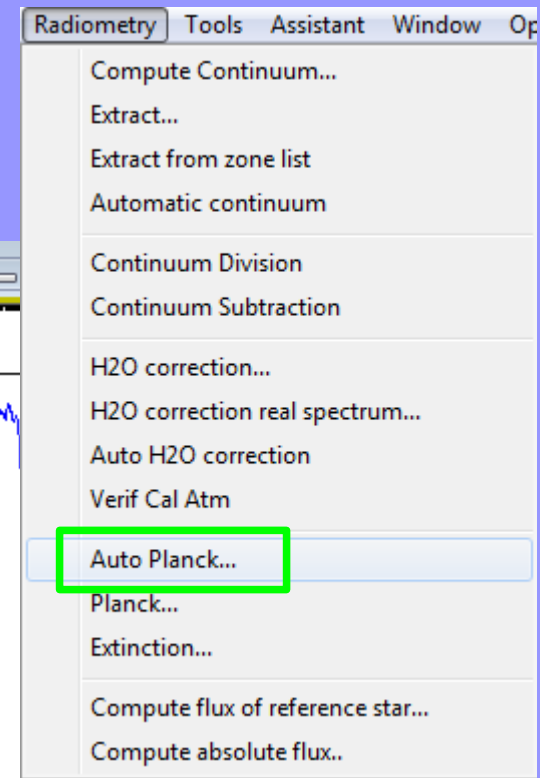 Radiometry Tools Assistant Window Op
Compute Continuum...
Extract...
Extract from zone list
Automatic continuum
Continuum Division
Continuum Subtraction
H2O correction...
H2O correction real spectrum...
Auto H2O correction
Verif Cal Atm
Auto Planck...
Planck...
Extinction...
Compute flux of reference star...
Compute absolute flux..